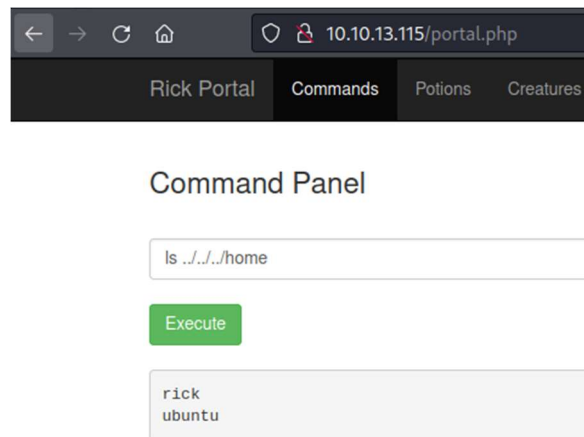 10.10.13.115/portal.php
Rick Portal Commands Potions Creatures
Command Panel
ls ../../../home
Execute
rick
ubuntu